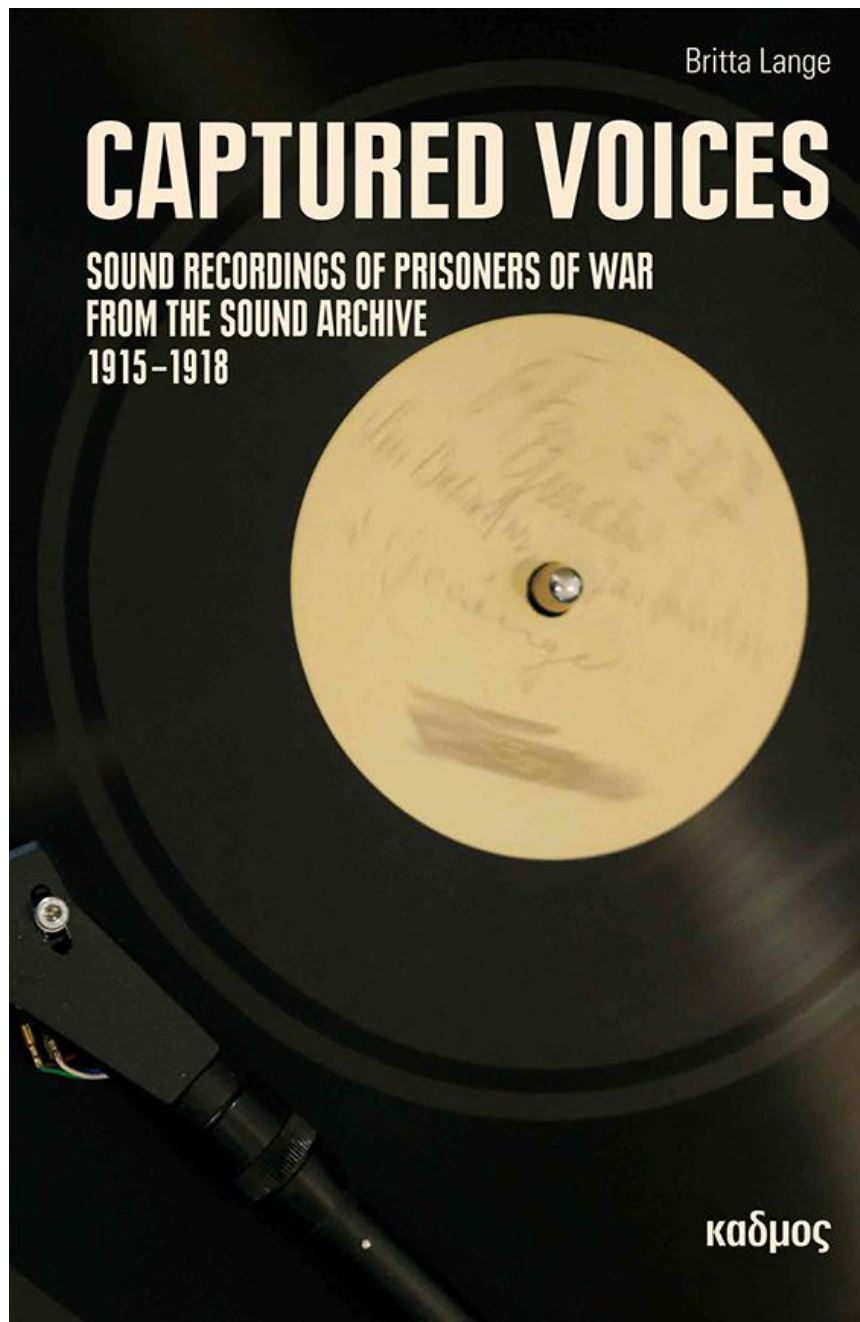 Britta Lange
CAPTURED VOICES
SOUND RECORDINGS OF PRISONERS OF WAR
FROM THE SOUND ARCHIVE
1915–1918
καδμος